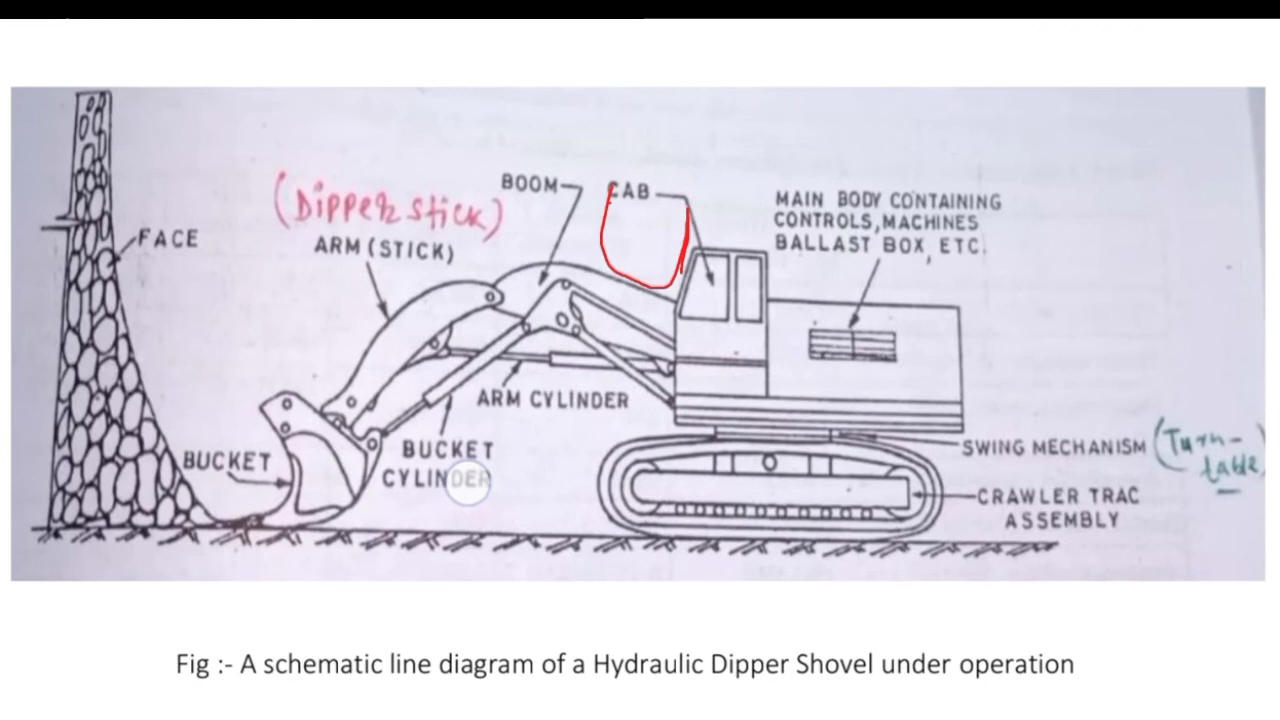 (Dipper stick)
ARM (STICK)
BOOM
CAB
MAIN BODY CONTAINING
CONTROLS, MACHINES
BALLAST BOX, ETC.
FACE
ARM CYLINDER
BUCKET
CYLINDER
BUCKET
SWING MECHANISM (Turn-
table)
CRAWLER TRAC
ASSEMBLY
Fig :- A schematic line diagram of a Hydraulic Dipper Shovel under operation